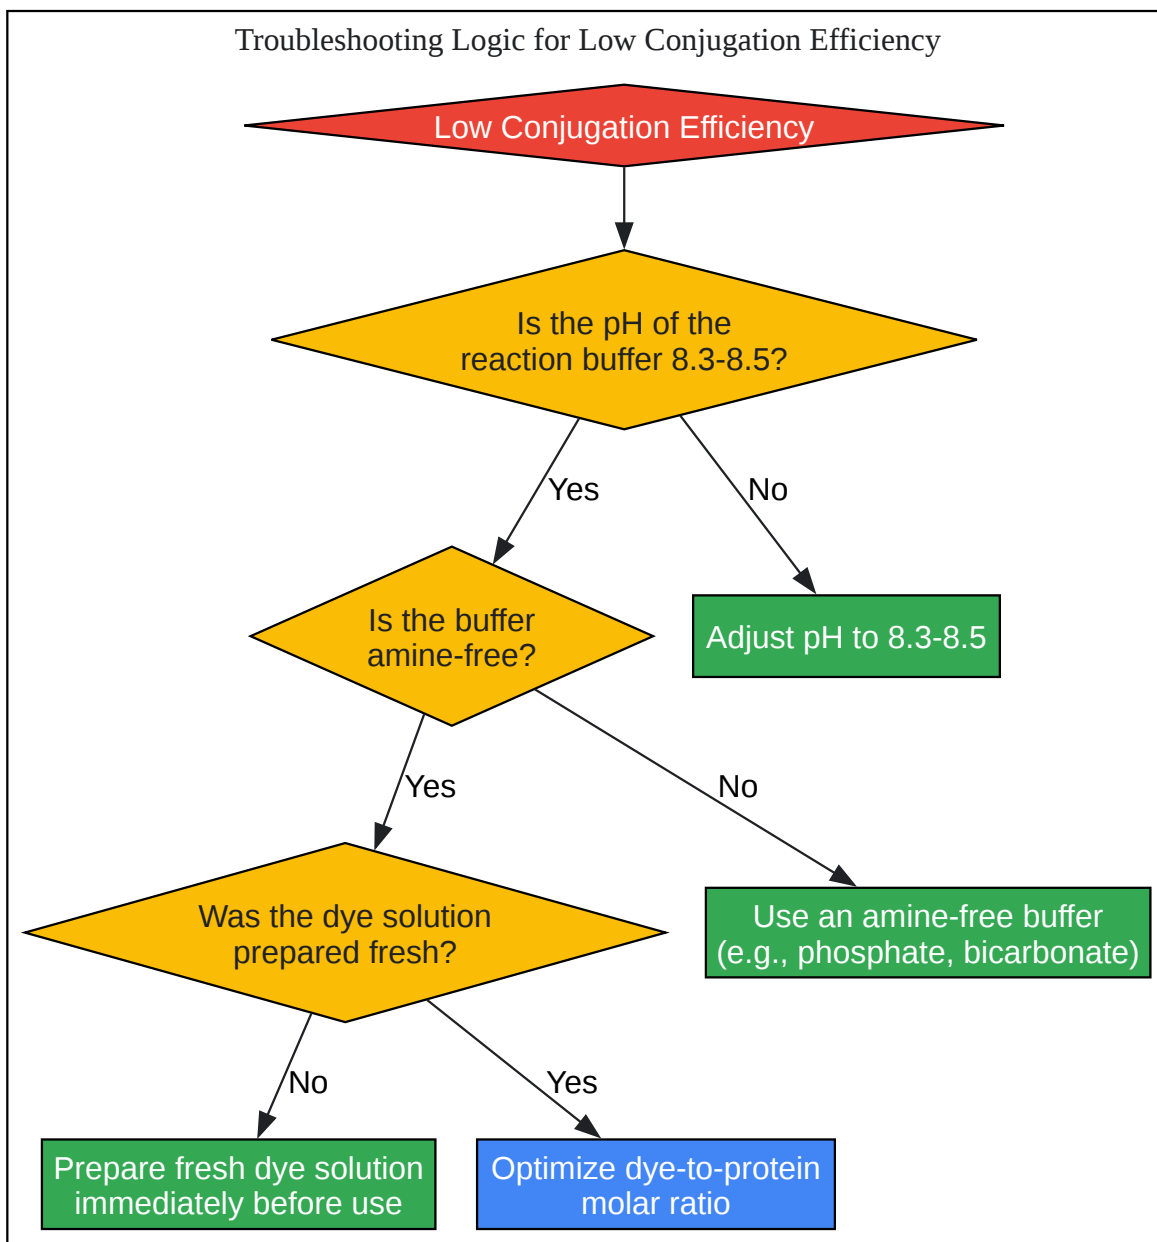 Troubleshooting Logic for Low Conjugation Efficiency
Low Conjugation Efficiency
Is the pH of the
reaction buffer 8.3-8.5?
Yes
No
Is the buffer
amine-free?
Adjust pH to 8.3-8.5
Yes
No
Was the dye solution
prepared fresh?
Use an amine-free buffer
(e.g., phosphate, bicarbonate)
No
Yes
Prepare fresh dye solution
immediately before use
Optimize dye-to-protein
molar ratio